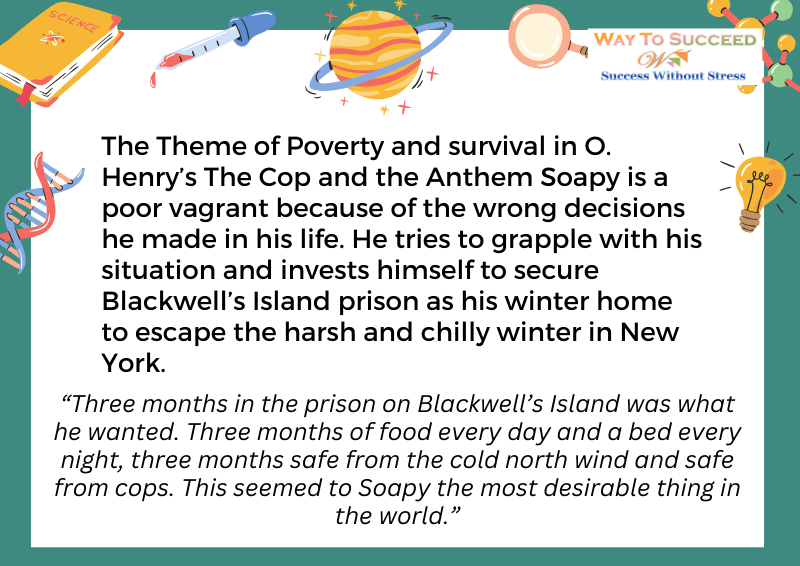 SCIENCE
WAY TO SUCCEED
W
Success Without Stress
The Theme of Poverty and survival in O.
Henry’s The Cop and the Anthem Soapy is a
poor vagrant because of the wrong decisions
he made in his life. He tries to grapple with his
situation and invests himself to secure
Blackwell’s Island prison as his winter home
to escape the harsh and chilly winter in New
York.
“Three months in the prison on Blackwell’s Island was what
he wanted. Three months of food every day and a bed every
night, three months safe from the cold north wind and safe
from cops. This seemed to Soapy the most desirable thing in
the world.”